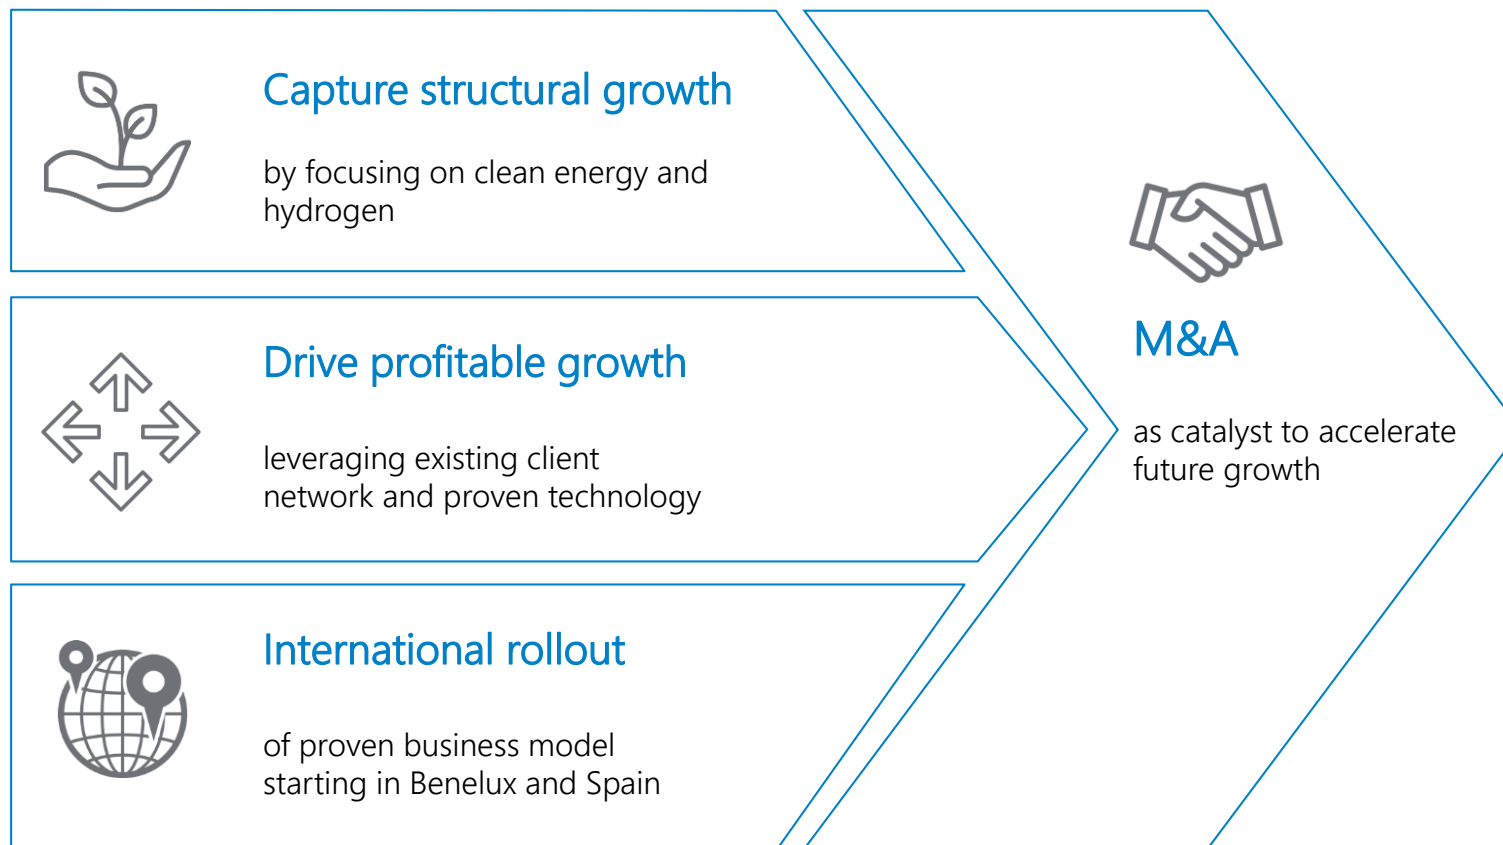 Capture structural growth
by focusing on clean energy and
hydrogen
Drive profitable growth
leveraging existing client
network and proven technology
International rollout
of proven business model
starting in Benelux and Spain
M&A
as catalyst to accelerate
future growth